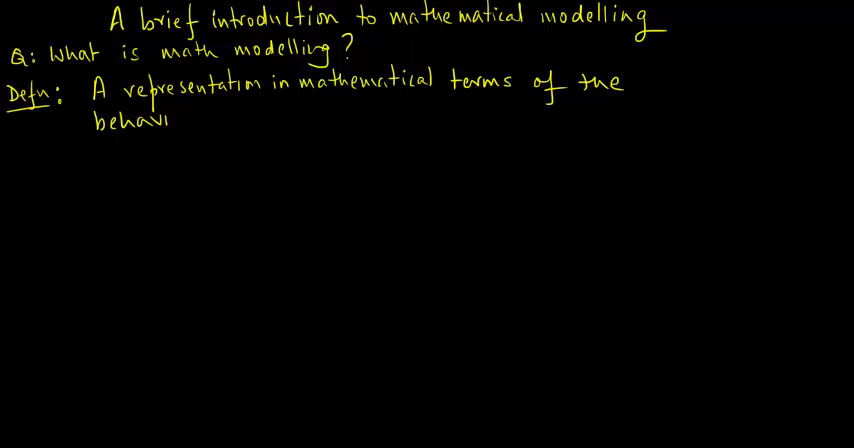 A brief introduction to mathematical modelling
Q: What is math modelling?
Defn: A representation in mathematical terms of the
behavi